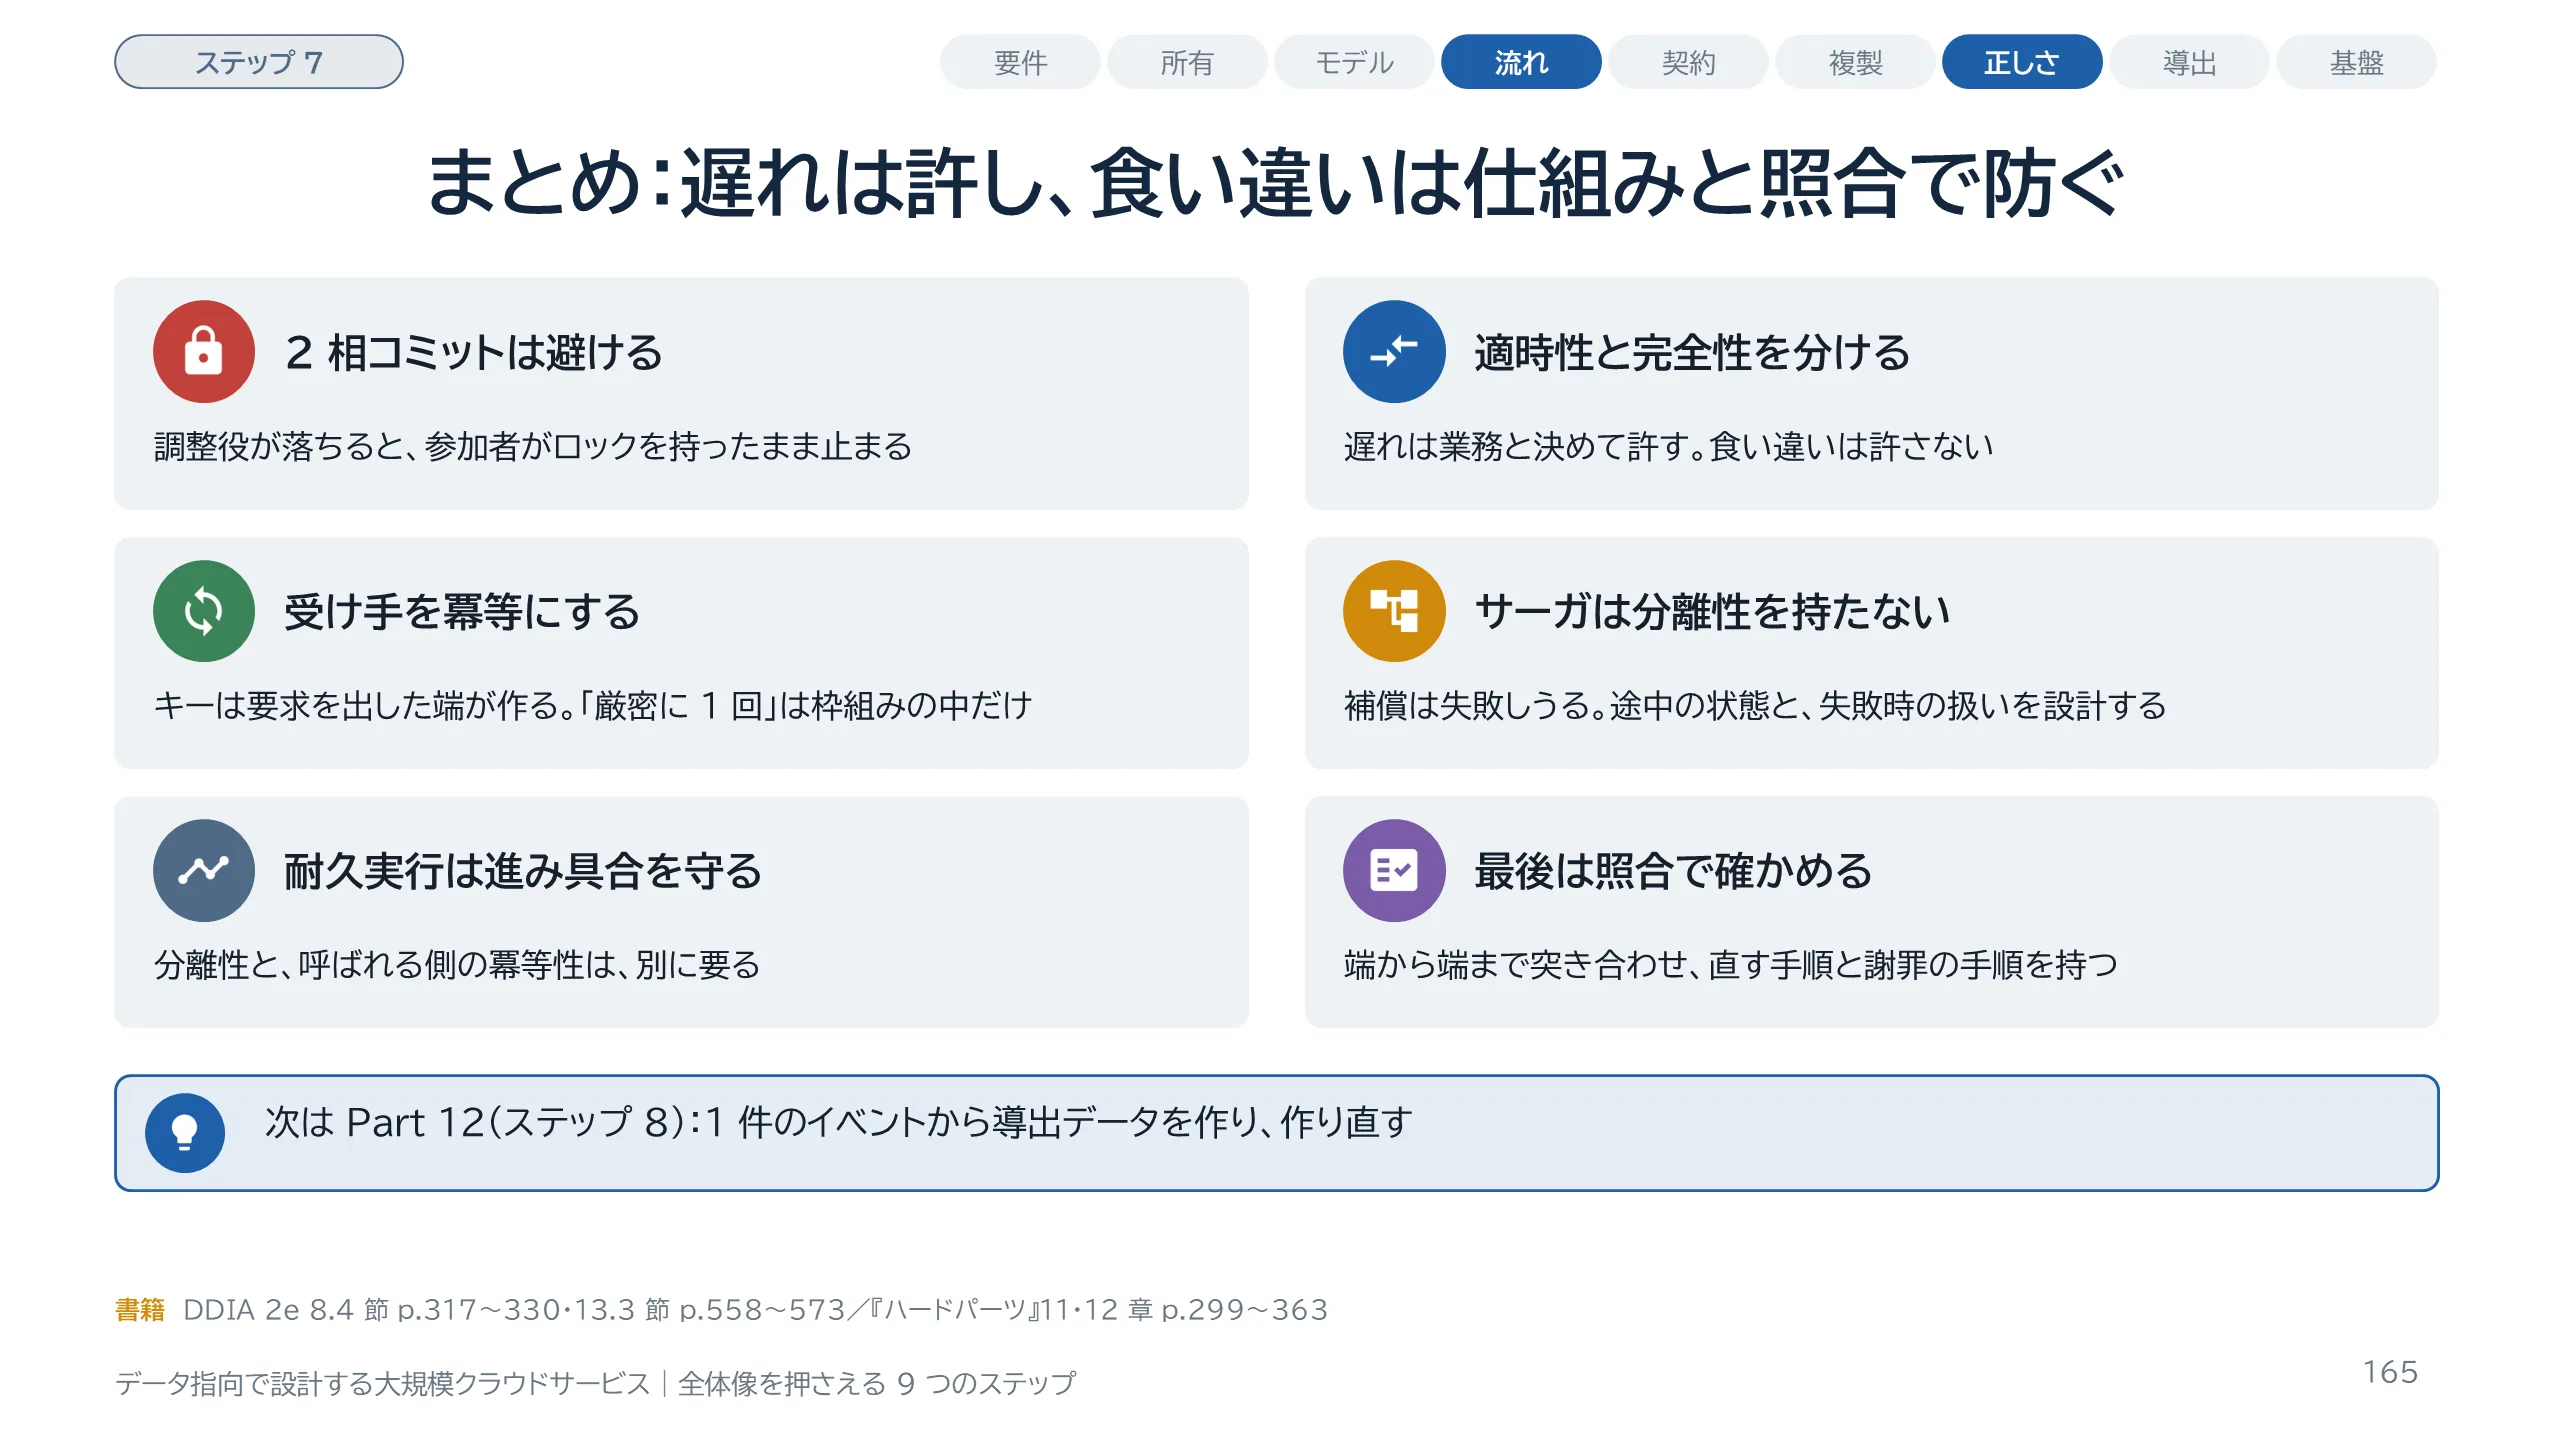 ステップ 7
要件
所有
モデル
流れ
契約
複製
正しさ
導出
基盤
まとめ：遅れは許し、食い違いは仕組みと照合で防ぐ
2 相コミットは避ける
調整役が落ちると、参加者がロックを持ったまま止まる
適時性と完全性を分ける
遅れは業務と決めて許す。食い違いは許さない
受け手を冪等にする
キーは要求を出した端が作る。「厳密に 1 回」は枠組みの中だけ
サーガは分離性を持たない
補償は失敗しうる。途中の状態と、失敗時の扱いを設計する
耐久実行は進み具合を守る
分離性と、呼ばれる側の冪等性は、別に要る
最後は照合で確かめる
端から端まで突き合わせ、直す手順と謝罪の手順を持つ
次は Part 12（ステップ 8）：1 件のイベントから導出データを作り、作り直す
書籍 DDIA 2e 8.4 節 p.317〜330・13.3 節 p.558〜573／『ハードパーツ』11・12 章 p.299〜363
データ指向で設計する大規模クラウドサービス｜全体像を押さえる 9 つのステップ
165